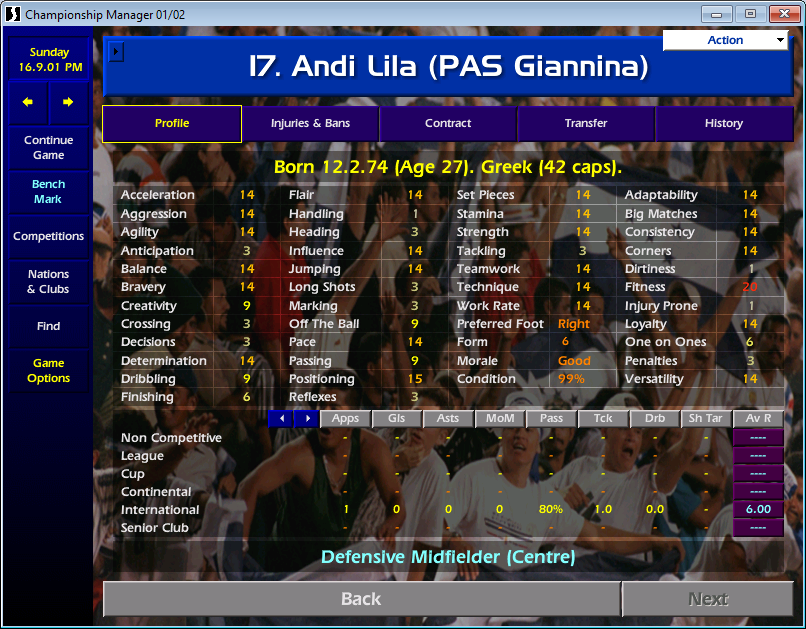 Championship Manager 01/02
Sunday
16.9.01 PM
Continue
Game
Bench
Mark
Competitions
Nations
& Clubs
Find
Game
Options
Action
17. Andi Lila (PAS Giannina)
Profile Injuries & Bans Contract Transfer History
Born 12.2.74 (Age 27). Greek (42 caps).
Acceleration 14 Flair 14 Set Pieces 14 Adaptability 14
Aggression 14 Handling 1 Stamina 14 Big Matches 14
Agility 14 Heading 3 Strength 14 Consistency 14
Anticipation 3 Influence 14 Tackling 3 Corners 14
Balance 14 Jumping 14 Teamwork 14 Dirtiness 1
Bravery 14 Long Shots 3 Technique 14 Fitness 20
Creativity 9 Marking 3 Work Rate 14 Injury Prone 1
Crossing 3 Off The Ball 9 Preferred Foot Right Loyalty 14
Decisions 3 Pace 14 Form 6 One on Ones 6
Determination 14 Passing 9 Morale Good Penalties 3
Dribbling 9 Positioning 15 Condition 99% Versatility 14
Finishing 6 Reflexes 3
Apps Gls Asts MoM Pass Tck Drb Sh Tar Av R
Non Competitive - - - - - - - - ----
League - - - - - - - - ----
Cup - - - - - - - - ----
Continental - - - - - - - - ----
International 1 0 0 0 80% 1.0 0.0 - 6.00
Senior Club - - - - - - - - ----
Defensive Midfielder (Centre)
Back Next